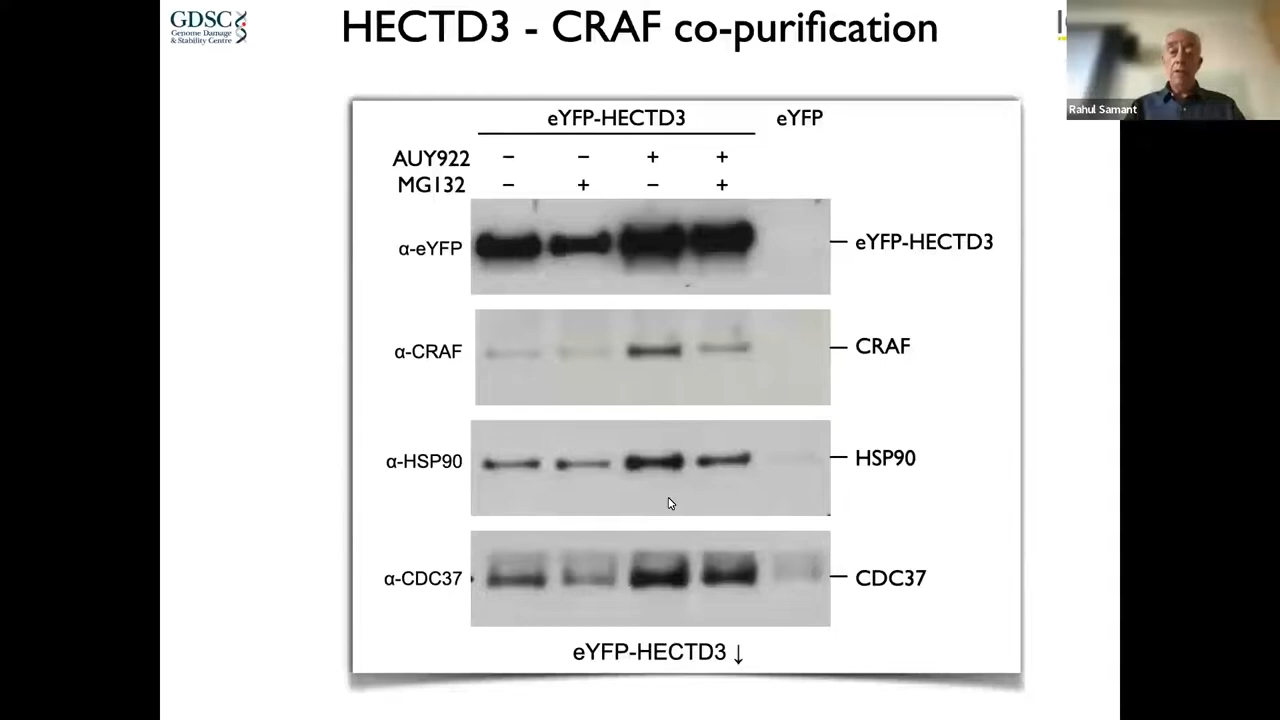 GDSC
Genome Damage
& Stability Centre
HECTD3 - CRAF co-purification
Rahul Samant
eYFP-HECTD3 eYFP
AUY922 – – + +
MG132 – + – +
α-eYFP eYFP-HECTD3
α-CRAF CRAF
α-HSP90 HSP90
α-CDC37 CDC37
eYFP-HECTD3 ↓